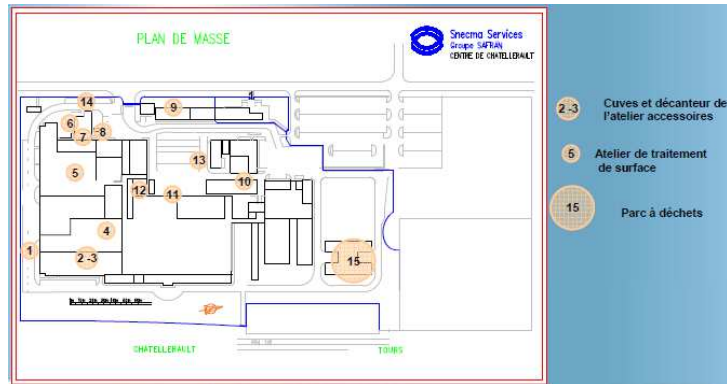 PLAN DE MASSE
Snecma Services
Groupe SAFRAN
CENTRE DE CHATELLERAULT
14
9
6
7
8
13
5
12
11
10
4
1
2 -3
15
CHATELLERAULT
TOURS
2 -3
Cuves et décanteur de
l'atelier accessoires
5
Atelier de traitement
de surface
15
Parc à déchets